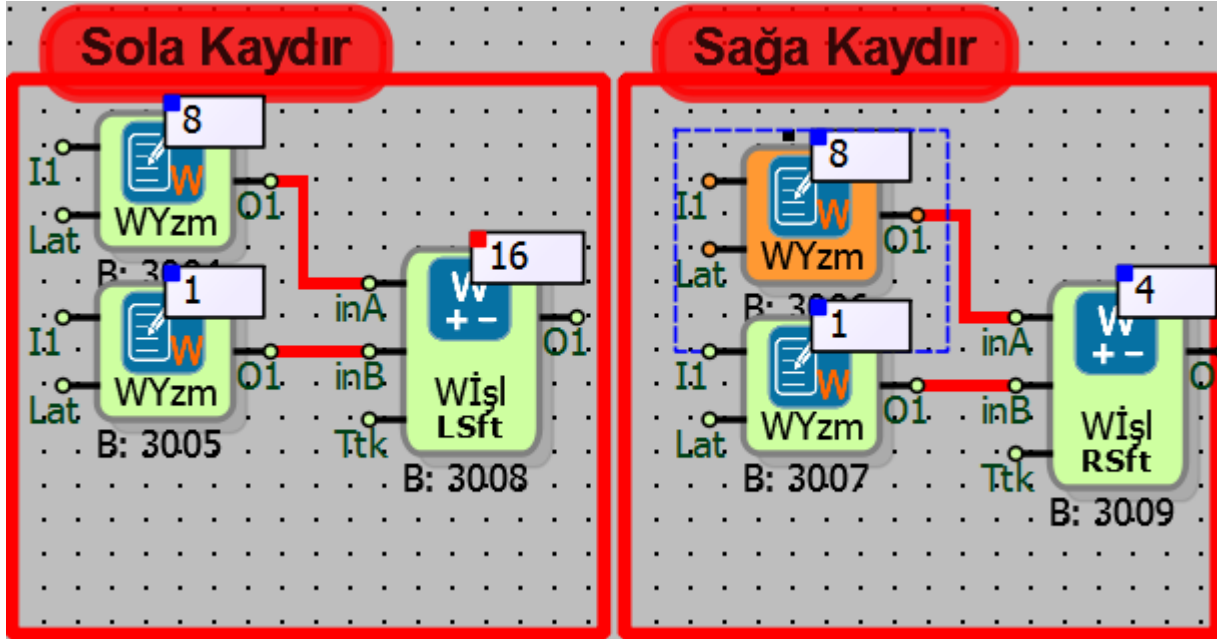 Sola Kaydır
8
I1
W
O1
WYzm
Lat
1
16
I1
W
inA
W
+ -
O1
O1
inB
WYzm
Lat
WİşI
LSft
Ttk
B: 3005
B: 3008
Sağa Kaydır
8
I1
W
O1
WYzm
Lat
1
4
I1
W
inA
W
+ -
O1
inB
WYzm
Lat
WİşI
RSft
Ttk
B: 3007
B: 3009